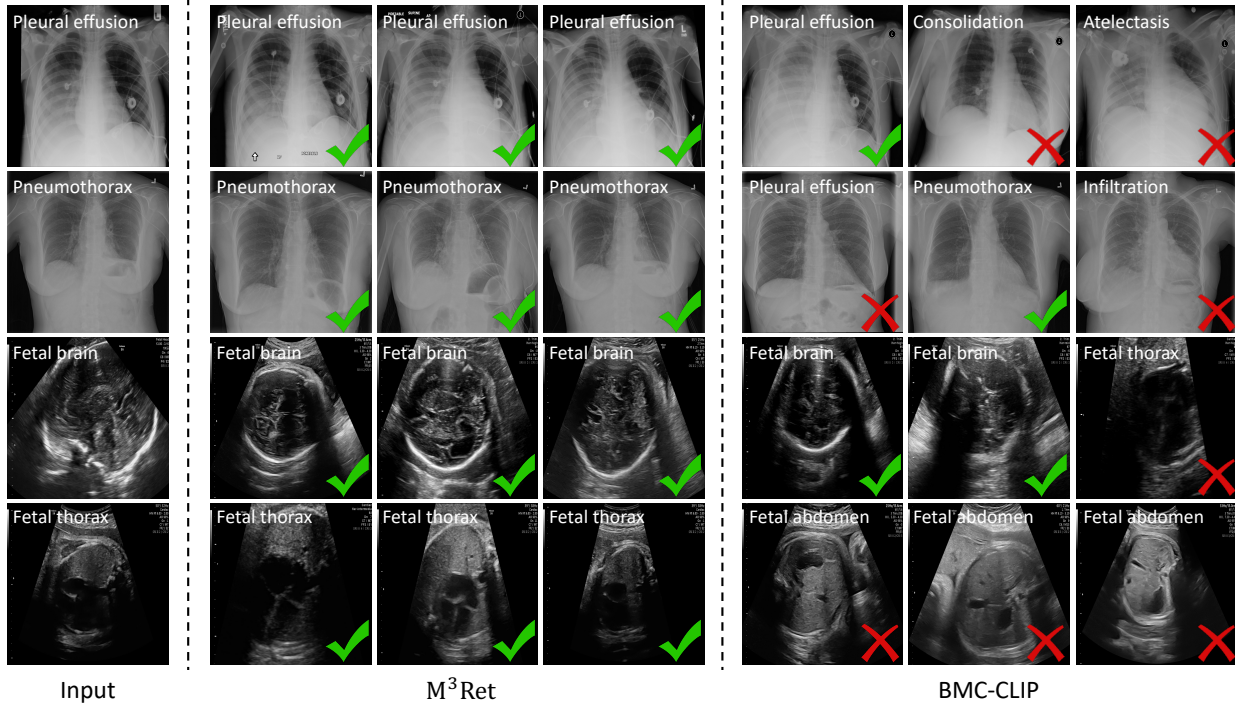 Pleural effusion Pleural effusion Pleural effusion Pleural effusion Pleural effusion Consolidation Atelectasis
Pneumothorax Pneumothorax Pneumothorax Pneumothorax Pleural effusion Pneumothorax Infiltration
Fetal brain Fetal brain Fetal brain Fetal brain Fetal brain Fetal brain Fetal thorax
Fetal thorax Fetal thorax Fetal thorax Fetal thorax Fetal abdomen Fetal abdomen Fetal abdomen
Input M³Ret BMC-CLIP